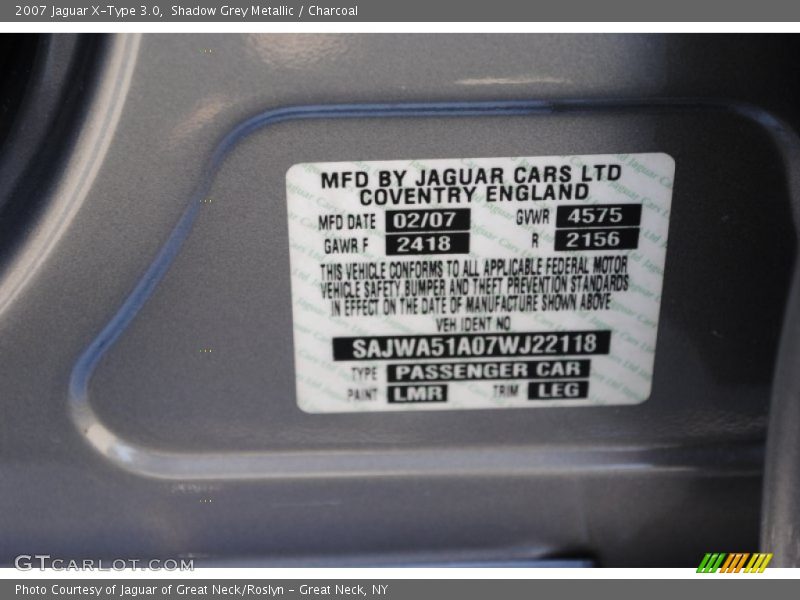 2007 Jaguar X-Type 3.0, Shadow Grey Metallic / Charcoal
MFD BY JAGUAR CARS LTD
COVENTRY ENGLAND
MFD DATE 02/07 GVWR 4575
GAWR F 2418 R 2156
THIS VEHICLE CONFORMS TO ALL APPLICABLE FEDERAL MOTOR
VEHICLE SAFETY BUMPER AND THEFT PREVENTION STANDARDS
IN EFFECT ON THE DATE OF MANUFACTURE SHOWN ABOVE
VEH IDENT NO
SAJWA51A07WJ22118
TYPE PASSENGER CAR
PAINT LMR TRIM LEG
GTCARLOT.COM
Photo Courtesy of Jaguar of Great Neck/Roslyn – Great Neck, NY